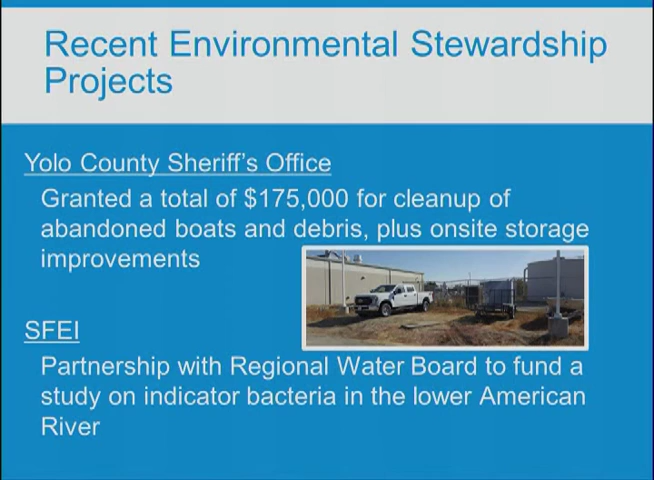 Recent Environmental Stewardship
Projects
Yolo County Sheriff's Office
Granted a total of $175,000 for cleanup of
abandoned boats and debris, plus onsite storage
improvements
SFEI
Partnership with Regional Water Board to fund a
study on indicator bacteria in the lower American
River